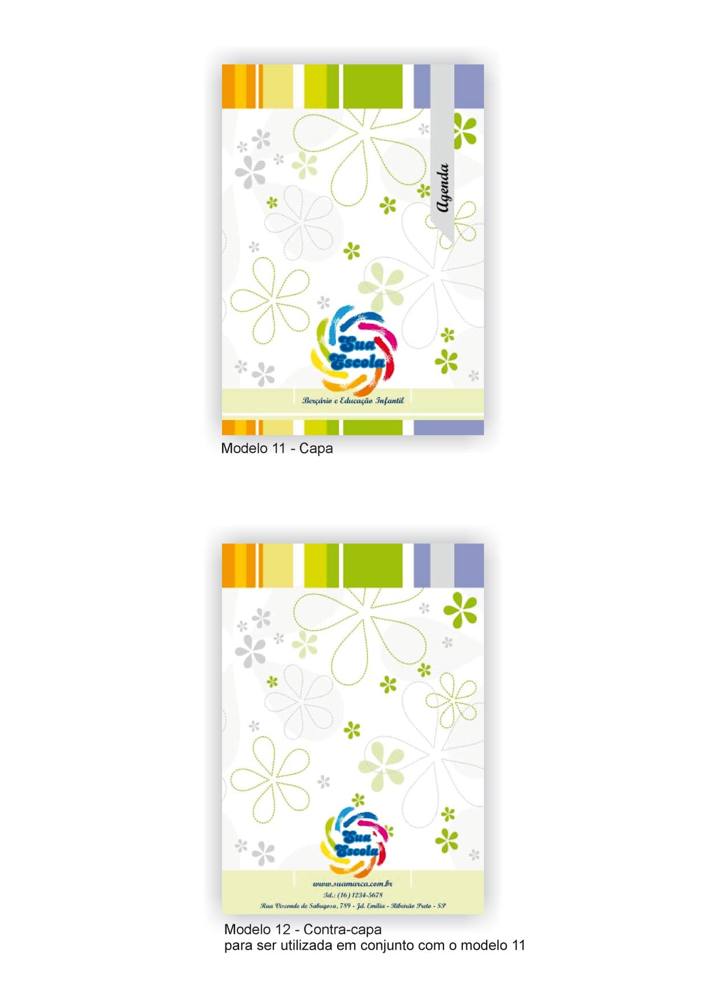 Agenda
Sua
Escola
Berçário e Educação Infantil
Modelo 11 - Capa
Sua
Escola
www.suamarca.com.br
Tel.: (16) 1234-5678
Rua Visconde de Sabugosa, 789 - Jd. Emília - Ribeirão Preto - SP
Modelo 12 - Contra-capa
para ser utilizada em conjunto com o modelo 11